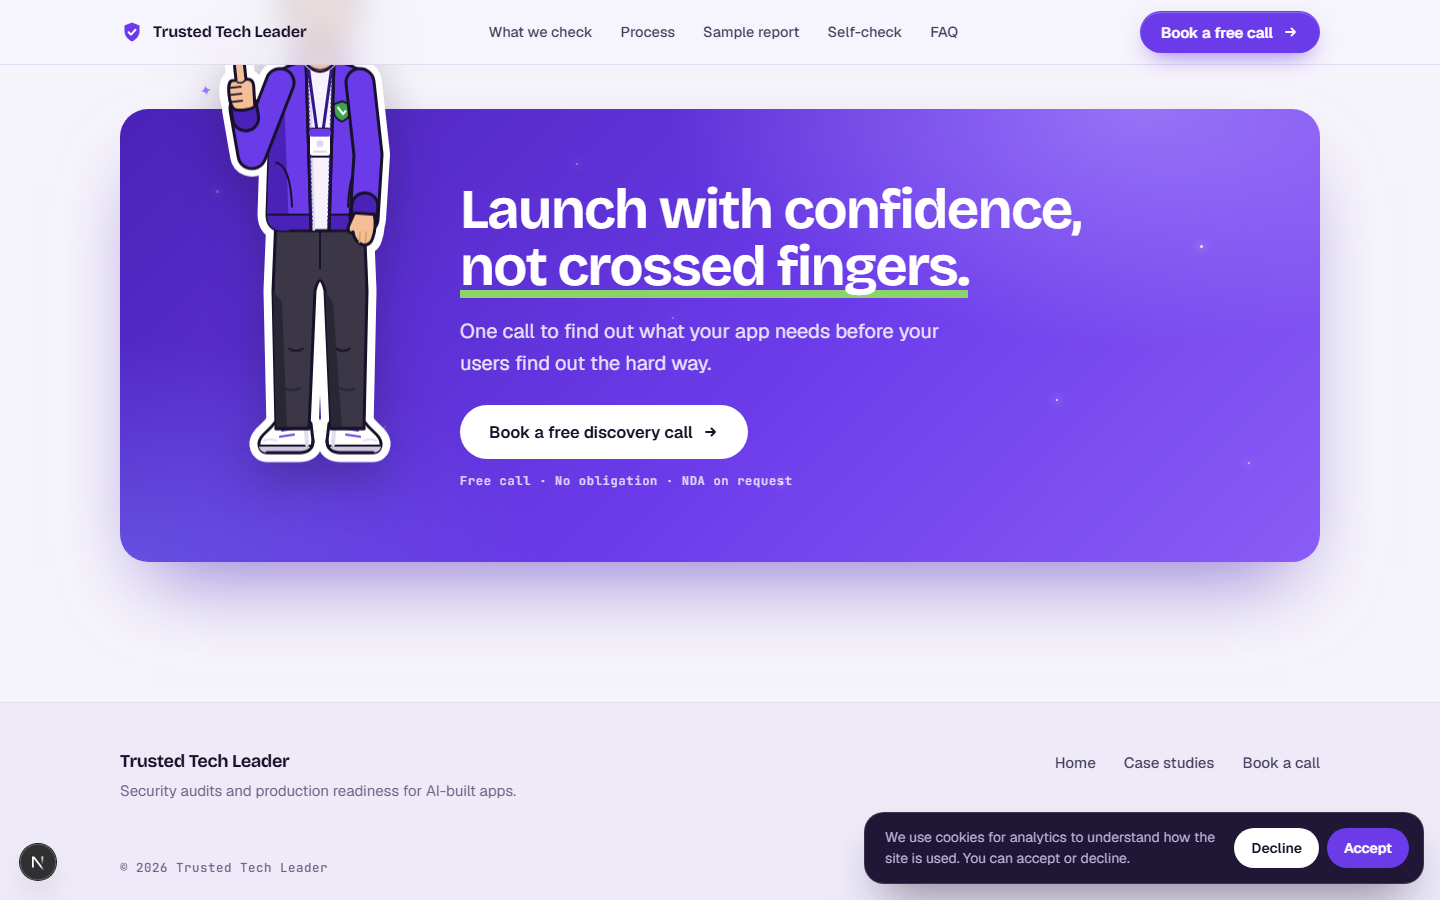 Trusted Tech Leader
What we check
Process
Sample report
Self-check
FAQ
Book a free call →
Launch with confidence,
not crossed fingers.
One call to find out what your app needs before your
users find out the hard way.
Book a free discovery call →
Free call · No obligation · NDA on request
Trusted Tech Leader
Security audits and production readiness for AI-built apps.
Home
Case studies
Book a call
© 2026 Trusted Tech Leader
We use cookies for analytics to understand how the
site is used. You can accept or decline.
Decline
Accept
N